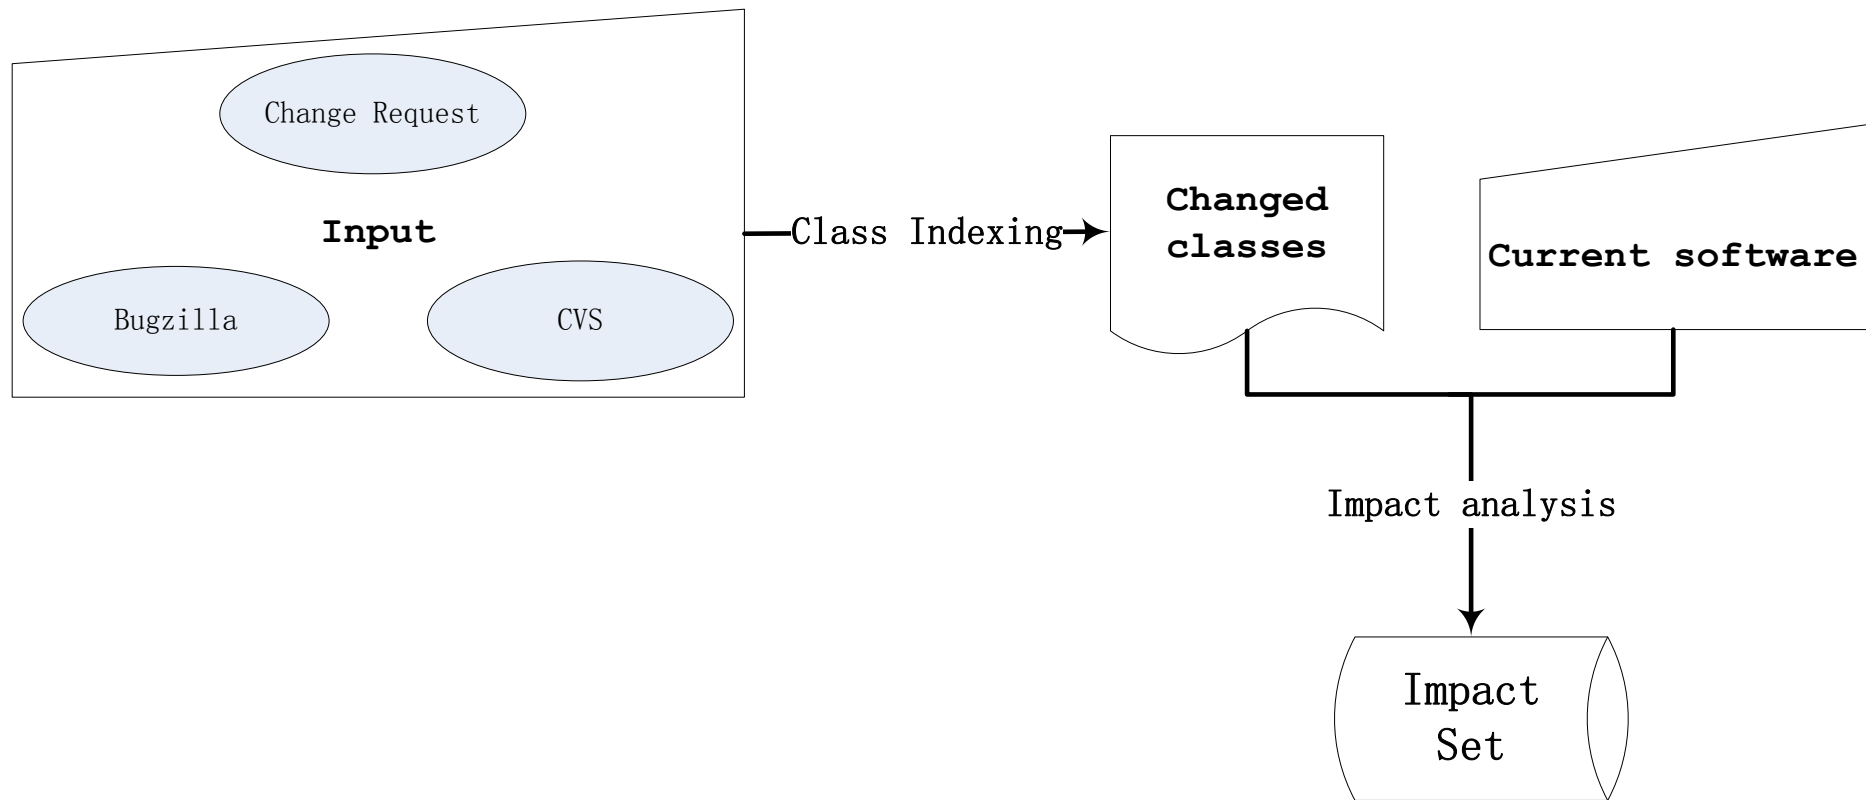 Change Request
Input
Bugzilla
CVS
Class Indexing
Changed
classes
Current software
Impact analysis
Impact
Set